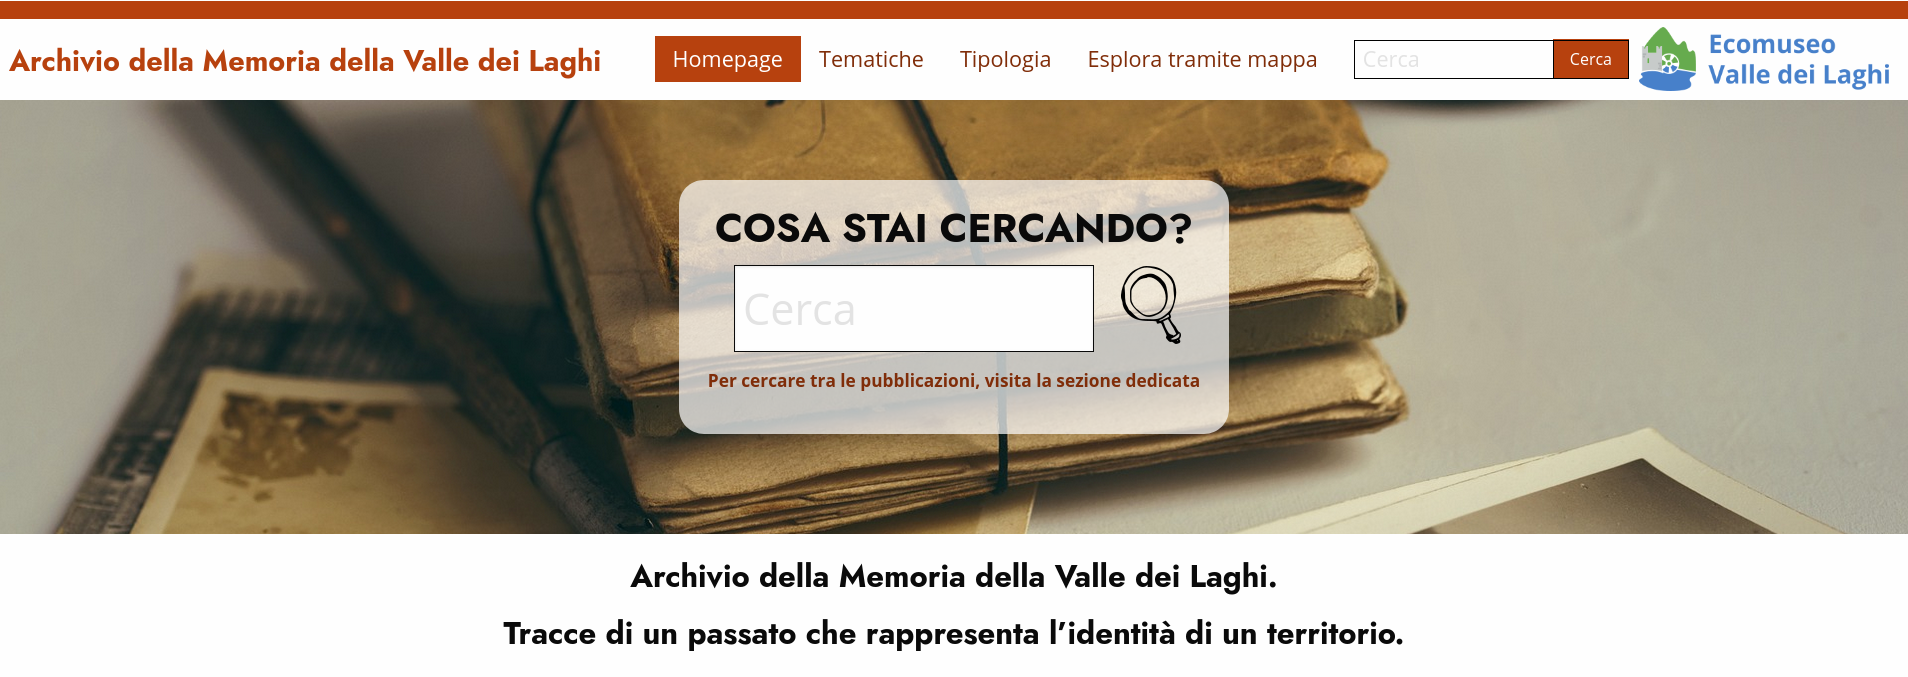 Archivio della Memoria della Valle dei Laghi
Homepage
Tematiche
Tipologia
Esplora tramite mappa
Cerca
Cerca
Ecomuseo
Valle dei Laghi
COSA STAI CERCANDO?
Cerca
Per cercare tra le pubblicazioni, visita la sezione dedicata
Archivio della Memoria della Valle dei Laghi.
Tracce di un passato che rappresenta l’identità di un territorio.